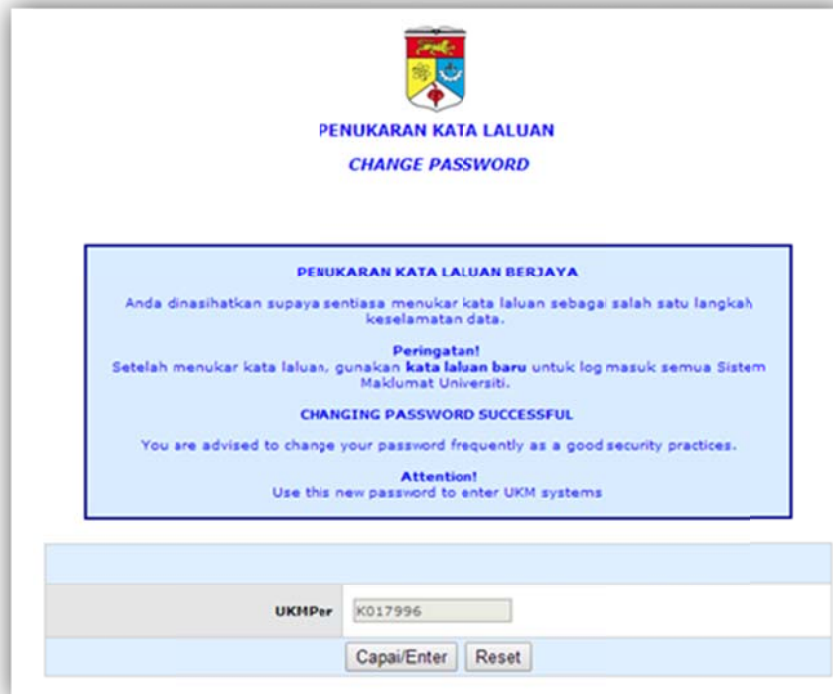 PENUKARAN KATA LALUAN
CHANGE PASSWORD
PENUKARAN KATA LALUAN BERJAYA
Anda dinasihatkan supaya sentiasa menukar kata laluan sebagai salah satu langkah
keselamatan data.
Peringatan!
Setelah menukar kata laluan, gunakan kata laluan baru untuk log masuk semua Sistem
Maklumat Universiti.
CHANGING PASSWORD SUCCESSFUL
You are advised to change your password frequently as a good security practices.
Attention!
Use this new password to enter UKM systems
UKMPer K017996
Capai/Enter Reset